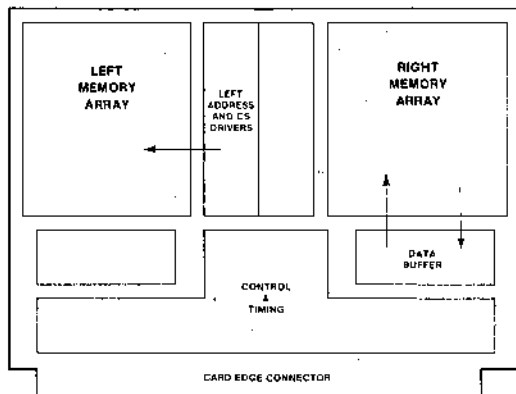 LEFT
MEMORY
ARRAY
LEFT
ADDRESS
AND CS
DRIVERS
RIGHT
MEMORY
ARRAY
DATA
BUFFER
CONTROL
&
TIMING
CARD EDGE CONNECTOR